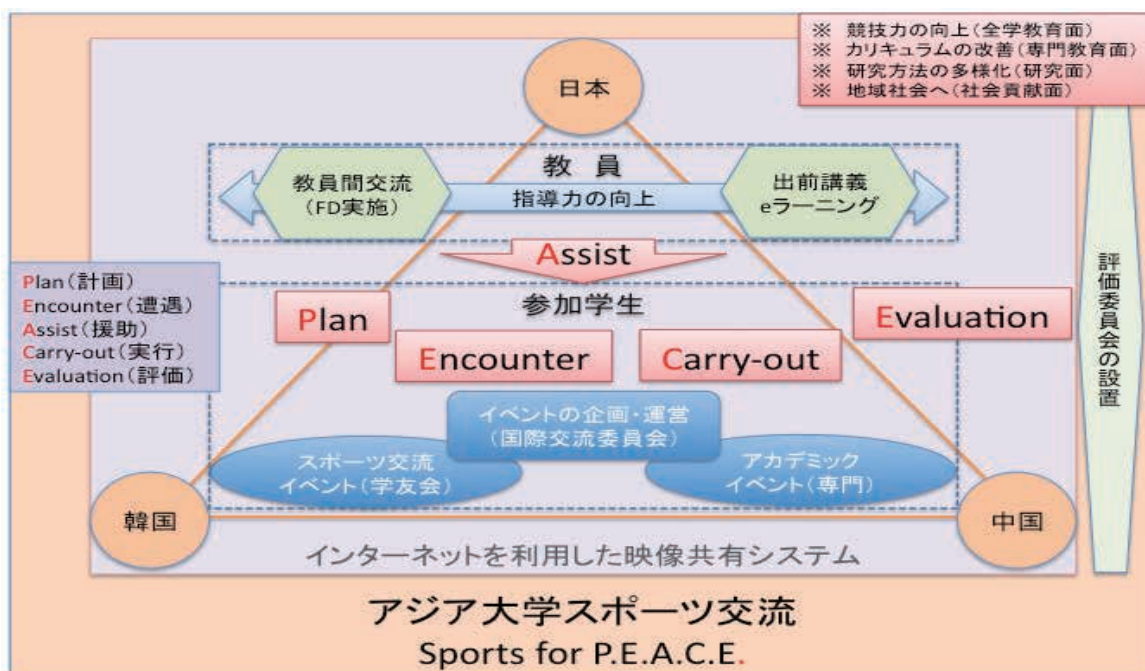 ※ 競技力の向上(全学教育面)
※ カリキュラムの改善(専門教育面)
※ 研究方法の多様化(研究面)
※ 地域社会へ(社会貢献面)
日本
教 員
教員間交流
(FD実施)
指導力の向上
出前講義
eラーニング
Assist
Plan(計画)
Encounter(遭遇)
Assist(援助)
Carry-out(実行)
Evaluation(評価)
参加学生
Plan
Encounter
Carry-out
Evaluation
評価委員会の設置
イベントの企画・運営
(国際交流委員会)
スポーツ交流
イベント(学友会)
アカデミック
イベント(専門)
韓国
中国
インターネットを利用した映像共有システム
アジア大学スポーツ交流
Sports for P.E.A.C.E.